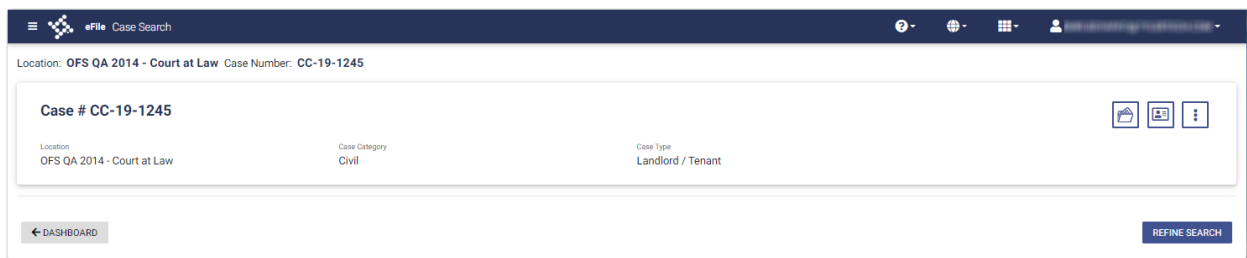 eFile Case Search
Location: OFS QA 2014 - Court at Law Case Number: CC-19-1245
Case # CC-19-1245
Location Case Category Case Type
OFS QA 2014 - Court at Law Civil Landlord / Tenant
DASHBOARD REFINE SEARCH